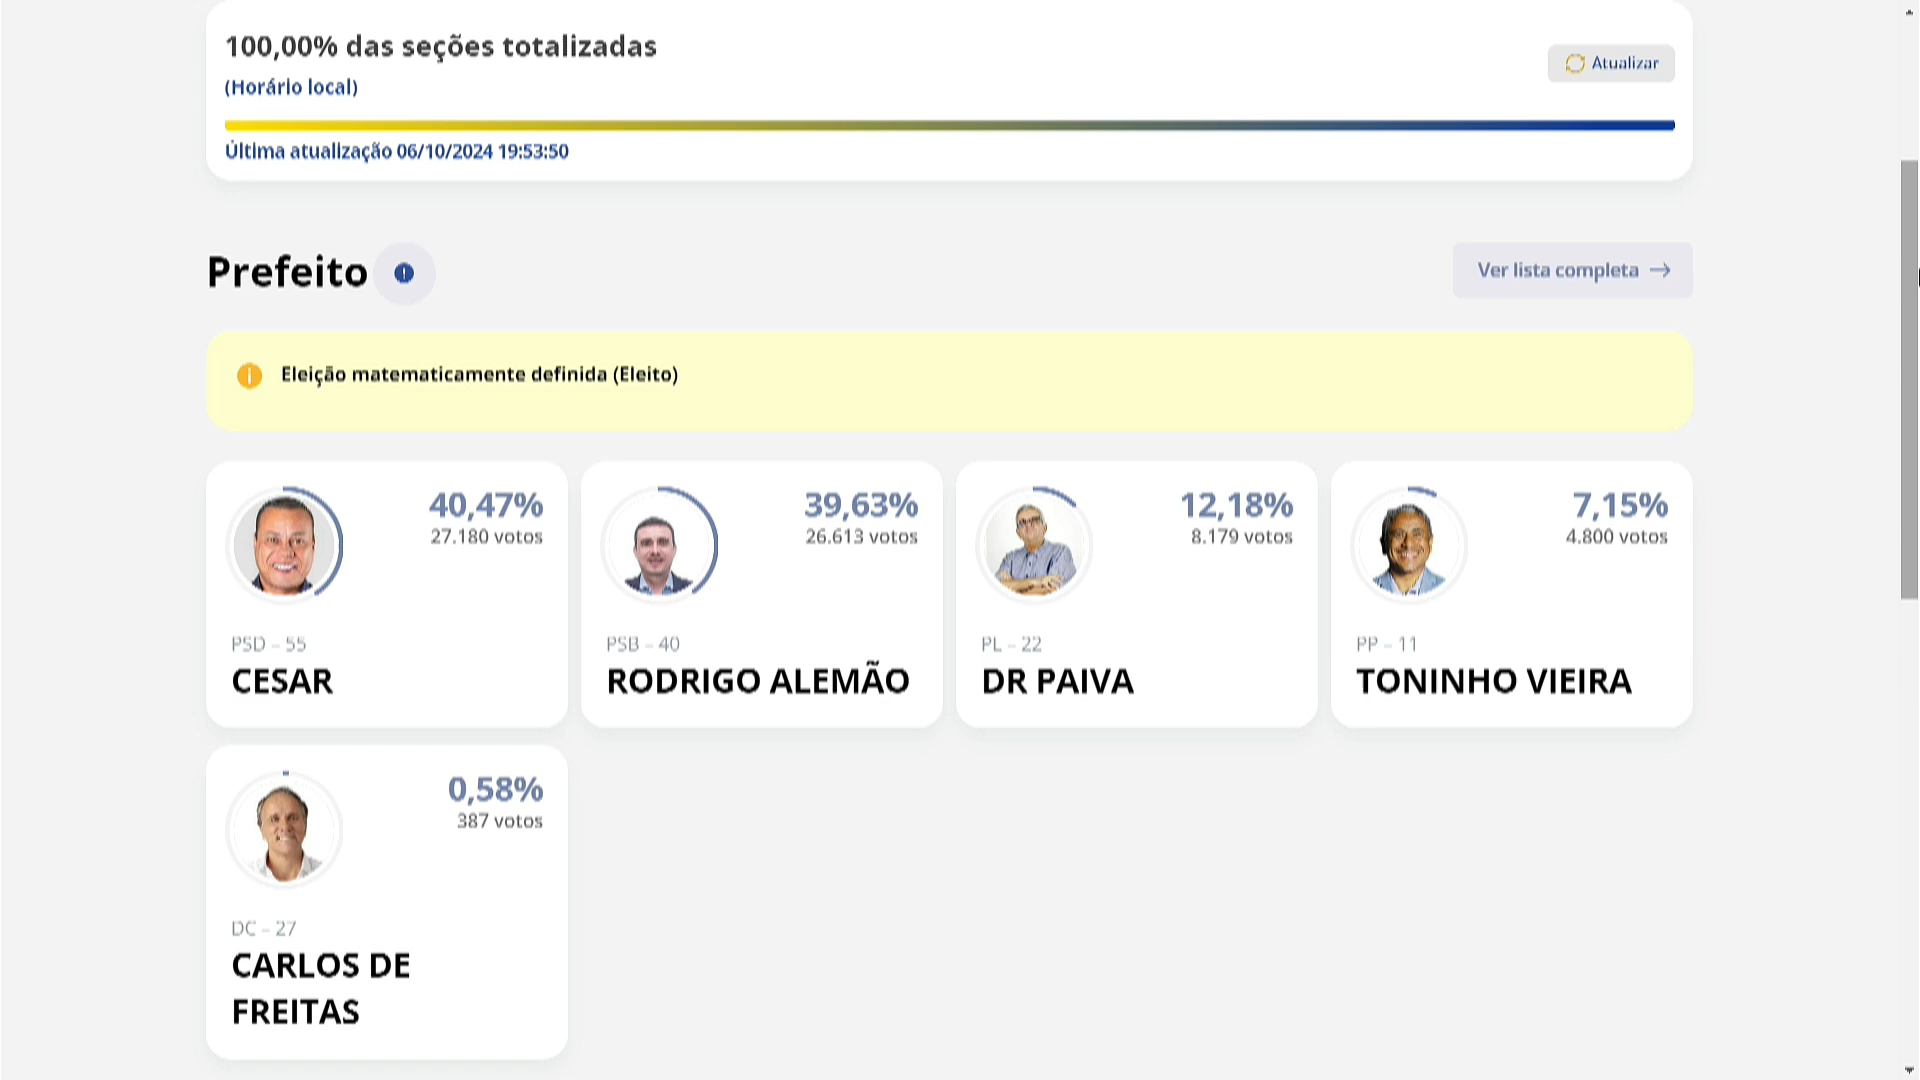 100,00% das seções totalizadas
Atualizar
(Horário local)
Última atualização 06/10/2024 19:53:50
Prefeito
Ver lista completa
Eleição matematicamente definida (Eleito)
40,47%
27.180 votos
PSD – 55
CESAR
39,63%
26.613 votos
PSB – 40
RODRIGO ALEMÃO
12,18%
8.179 votos
PL – 22
DR PAIVA
7,15%
4.800 votos
PP – 11
TONINHO VIEIRA
0,58%
387 votos
DC – 27
CARLOS DE
FREITAS